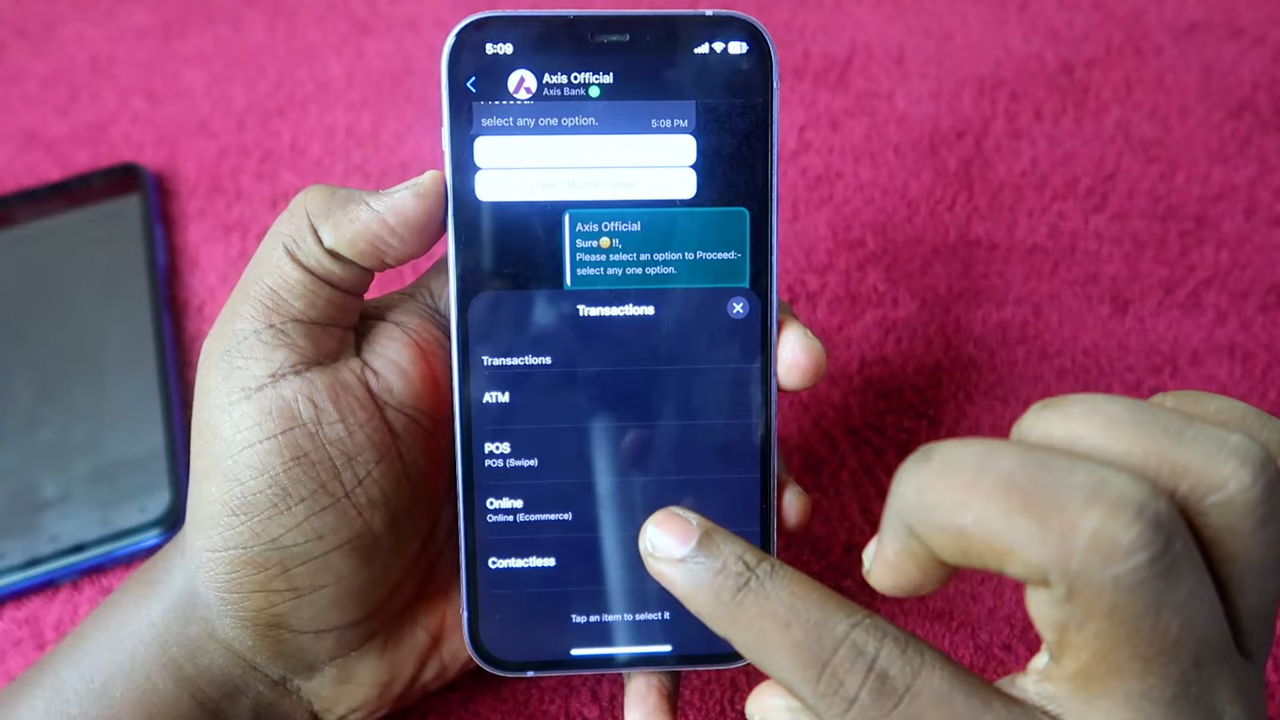 5:09
Axis Official
Axis Bank
select any one option.
5:08 PM
Axis Official
Sure😊!!,
Please select an option to Proceed:-
select any one option.
Transactions
Transactions
ATM
POS
POS (Swipe)
Online
Online (Ecommerce)
Contactless
Tap an item to select it